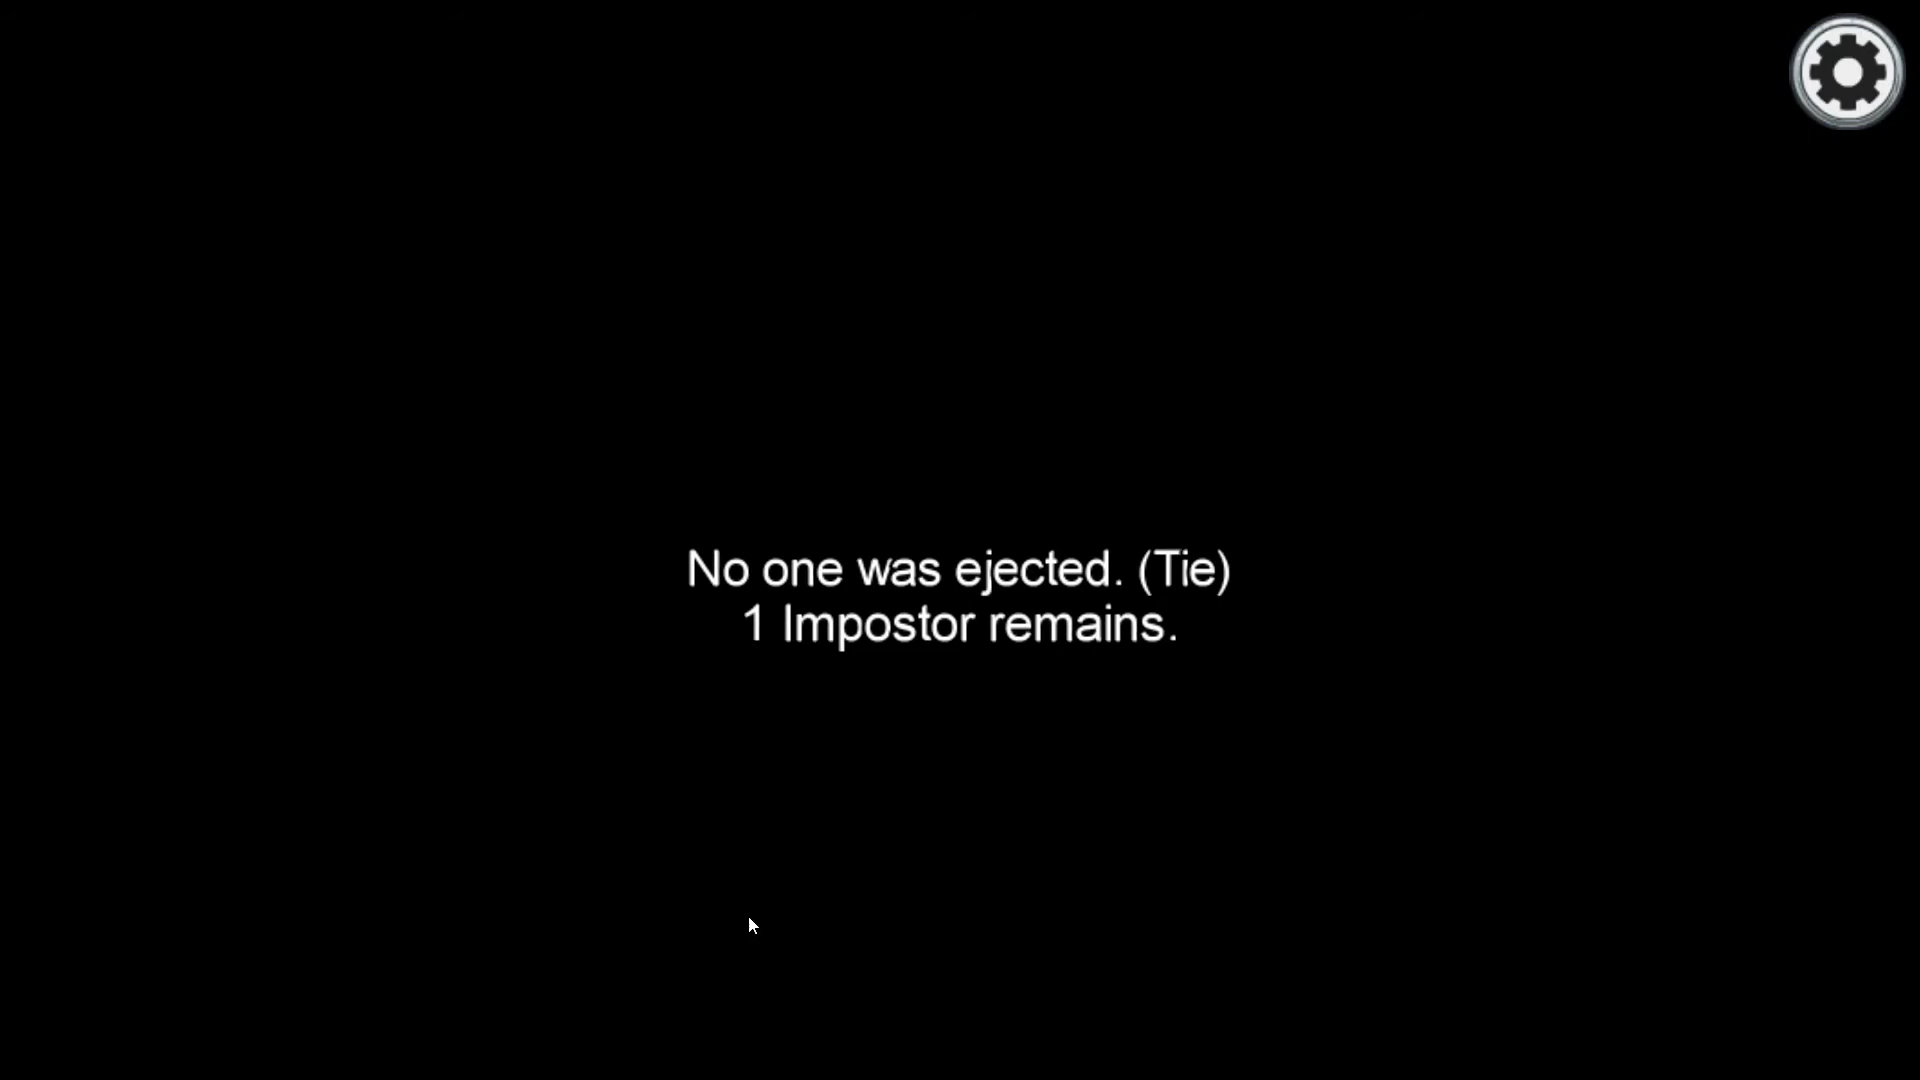 No one was ejected. (Tie)
1 Impostor remains.